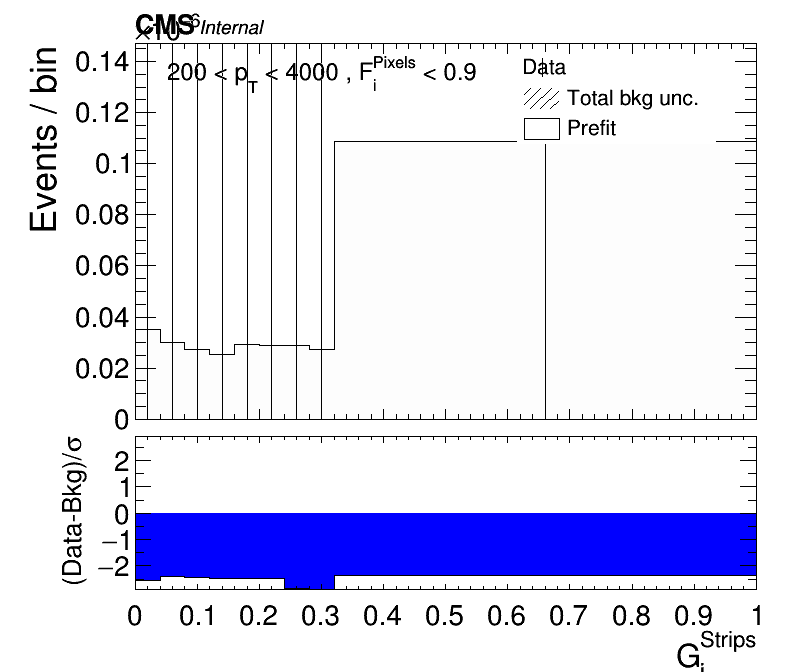 CMS Internal
×10⁻⁶
200 < p_T < 4000 , F_i^Pixels < 0.9
Data
Total bkg unc.
Prefit
Events / bin
0.14
0.12
0.1
0.08
0.06
0.04
0.02
0
(Data-Bkg)/σ
2
1
0
−1
−2
0 0.1 0.2 0.3 0.4 0.5 0.6 0.7 0.8 0.9 1
G_i^Strips